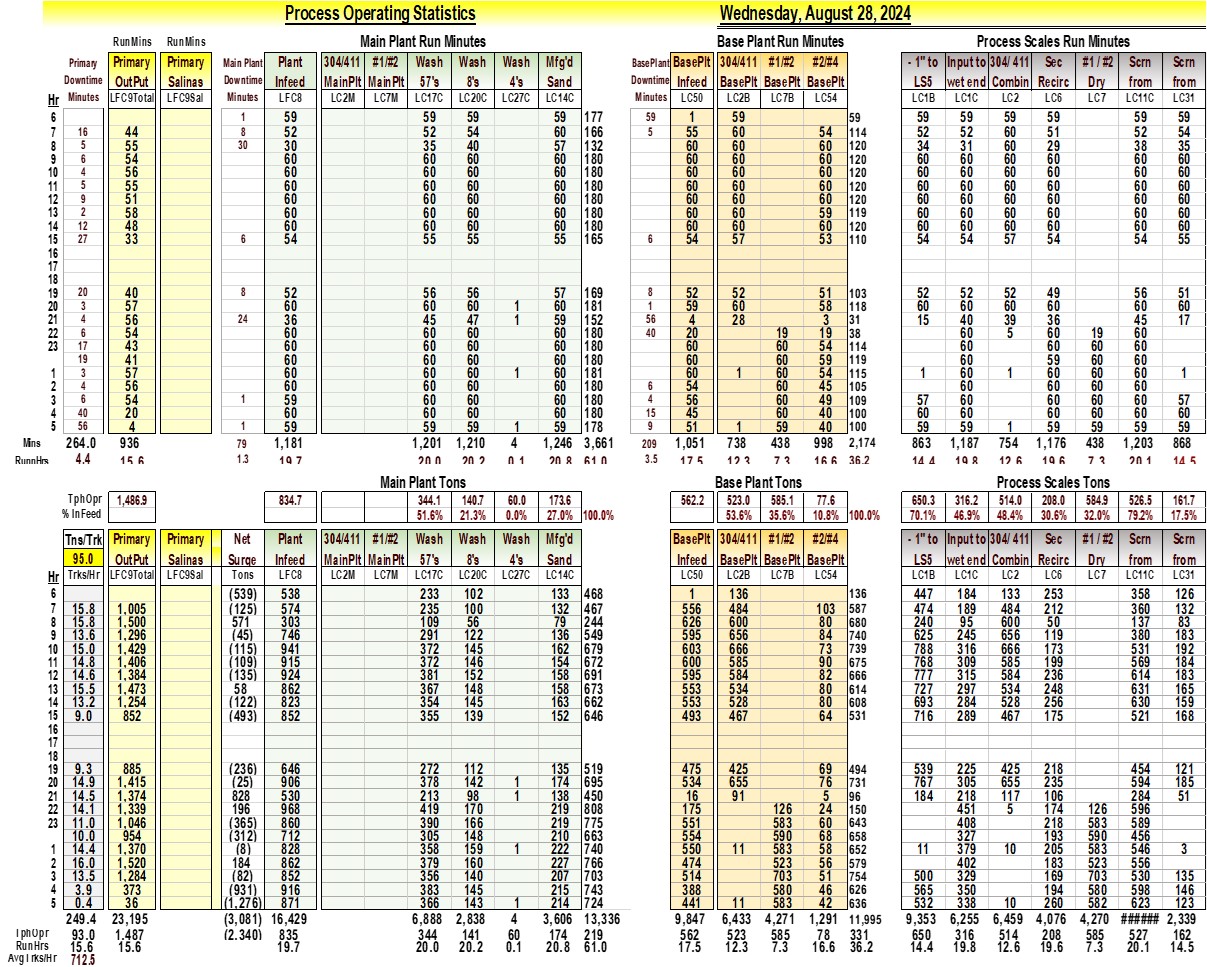 Process Operating Statistics Wednesday, August 28, 2024
RunMins RunMins Main Plant Run Minutes Base Plant Run Minutes Process Scales Run Minutes
Primary Primary Primary Main Plant Plant 304/411 #1/#2 Wash Wash Wash Mfg'd BasePlant BasePlt 304/411 #1/#2 #2/#4 - 1" to Input to 304/ 411 Sec #1 / #2 Scrn Scrn
Downtime OutPut Salinas Downtime Infeed MainPlt MainPlt 57's 8's 4's Sand Downtime Infeed BasePlt BasePlt BasePlt LS5 wet end Combin Recirc Dry from from
Hr Minutes LFC9Total LFC9Sal Minutes LFC8 LC2M LC7M LC17C LC20C LC27C LC14C Minutes LC50 LC2B LC7B LC54 LC1B LC1C LC2 LC6 LC7 LC11C LC31
6 1 59 59 59 59 177 59 1 60 59 59 59 59 59 59 59
7 16 44 8 52 52 54 60 166 5 55 60 54 114 52 52 60 51 52 54
8 5 55 30 30 35 40 57 132 60 60 60 120 34 31 60 29 38 35
9 6 54 60 60 60 60 180 60 60 60 120 60 60 60 60 60 60
10 4 56 60 60 60 60 180 60 60 60 120 60 60 60 60 60 60
11 5 55 60 60 60 60 180 60 60 60 120 60 60 60 60 60 60
12 9 51 60 60 60 60 180 60 60 60 120 60 60 60 60 60 60
13 2 58 60 60 60 60 180 60 60 59 119 60 60 60 60 60 60
14 12 48 60 60 60 60 180 60 60 60 120 60 60 60 60 60 60
15 27 33 6 54 55 55 55 165 6 54 57 53 110 54 54 57 54 54 55
16
17
18
19 20 40 8 52 56 56 57 169 8 52 52 51 103 52 52 52 49 56 51
20 3 57 60 60 60 1 60 181 1 59 60 58 118 60 60 60 60 60 60
21 4 56 24 36 45 47 1 59 152 56 4 28 3 31 15 40 39 36 45 17
22 6 54 60 60 60 60 180 40 20 19 19 38 60 5 60 19 60
23 17 43 60 60 60 60 180 60 60 54 114 60 60 60 60
19 41 60 60 60 60 180 60 60 59 119 60 59 60 60
1 3 57 60 60 60 1 60 181 60 1 60 54 115 1 60 1 60 60 60 1
2 4 56 60 60 60 60 180 6 54 60 45 105 60 60 60 60
3 6 54 1 59 60 60 60 180 4 56 60 49 109 57 60 60 60 60 57
4 40 20 60 60 60 60 180 15 45 60 40 100 60 60 60 60 60 60
5 56 4 1 59 59 59 1 59 178 9 51 1 59 40 100 59 59 1 59 59 59 59
Mins 264.0 936 79 1,181 1,201 1,210 4 1,246 3,661 209 1,051 738 438 998 2,174 863 1,187 754 1,176 438 1,203 868
RunnHrs 4.4 15.6 1.3 19.7 20.0 20.2 0.1 20.8 61.0 3.5 17.5 12.3 7.3 16.6 36.2 14.4 19.8 12.6 19.6 7.3 20.1 14.5
Main Plant Tons Base Plant Tons Process Scales Tons
TphOpr 1,486.9 834.7 344.1 140.7 60.0 173.6 562.2 523.0 585.1 77.6 650.3 316.2 514.0 208.0 584.9 526.5 161.7
% InFeed 51.6% 21.3% 0.0% 27.0% 100.0% 53.6% 35.6% 10.8% 100.0% 70.1% 46.9% 48.4% 30.6% 32.0% 79.2% 17.5%
Tns/Trk Primary Primary Net Plant 304/411 #1/#2 Wash Wash Wash Mfg'd BasePlt 304/411 #1/#2 #2/#4 - 1" to Input to 304/ 411 Sec #1 / #2 Scrn Scrn
95.0 OutPut Salinas Surge Infeed MainPlt MainPlt 57's 8's 4's Sand Infeed BasePlt BasePlt BasePlt LS5 wet end Combin Recirc Dry from from
Hr Trks/Hr LFC9Total LFC9Sal Tons LFC8 LC2M LC7M LC17C LC20C LC27C LC14C LC50 LC2B LC7B LC54 LC1B LC1C LC2 LC6 LC7 LC11C LC31
6 (539) 538 233 102 133 468 1 136 136 447 184 133 253 358 126
7 15.8 1,005 (125) 574 235 100 132 467 556 484 103 587 474 189 484 212 360 132
8 15.8 1,500 571 303 109 56 79 244 626 600 80 680 240 95 600 50 137 83
9 13.6 1,296 (45) 746 291 122 136 549 595 656 84 740 625 245 656 119 380 183
10 15.0 1,429 (115) 941 372 145 162 679 603 666 73 739 788 316 666 173 531 192
11 14.8 1,406 (109) 915 372 146 154 672 600 585 90 675 768 309 585 199 569 184
12 14.6 1,384 (135) 924 381 152 158 691 595 584 82 666 777 315 584 236 614 183
13 15.5 1,473 58 862 367 148 158 673 553 534 80 614 727 297 534 248 631 165
14 13.2 1,254 (122) 823 354 145 163 662 553 528 80 608 693 284 528 256 630 159
15 9.0 852 (493) 852 355 139 152 646 493 467 64 531 716 289 467 175 521 168
16
17
18
19 9.3 885 (236) 646 272 112 135 519 475 425 69 494 539 225 425 218 454 121
20 14.9 1,415 (25) 906 378 142 1 174 695 534 655 76 731 767 305 655 235 594 185
21 14.5 1,374 828 530 213 98 1 138 450 16 91 5 96 184 218 117 106 284 51
22 14.1 1,339 196 968 419 170 219 808 175 126 24 150 451 5 174 126 596
23 11.0 1,046 (365) 860 390 166 219 775 551 583 60 643 408 218 583 589
10.0 954 (312) 712 305 148 210 663 554 590 68 658 327 193 590 456
1 14.4 1,370 (8) 828 358 159 1 222 740 550 11 583 58 652 11 379 10 205 583 546 3
2 16.0 1,520 184 862 379 160 227 766 474 523 56 579 402 183 523 556
3 13.5 1,284 (82) 852 356 140 207 703 514 703 51 754 500 329 169 703 530 135
4 3.9 373 (931) 916 383 145 215 743 388 580 46 626 565 350 194 580 598 146
5 0.4 36 (1,276) 871 366 143 1 214 724 441 11 583 42 636 532 338 10 260 582 623 123
249.4 23,195 (3,081) 16,429 6,888 2,838 4 3,606 13,336 9,847 6,433 4,271 1,291 11,995 9,353 6,255 6,459 4,076 4,270 ###### 2,339
TphOpr 93.0 1,487 (2,340) 835 344 141 60 174 219 562 523 585 78 331 650 316 514 208 585 527 162
RunHrs 15.6 15.6 19.7 20.0 20.2 0.1 20.8 61.0 17.5 12.3 7.3 16.6 36.2 14.4 19.8 12.6 19.6 7.3 20.1 14.5
Avg Trks/Hr 712.5